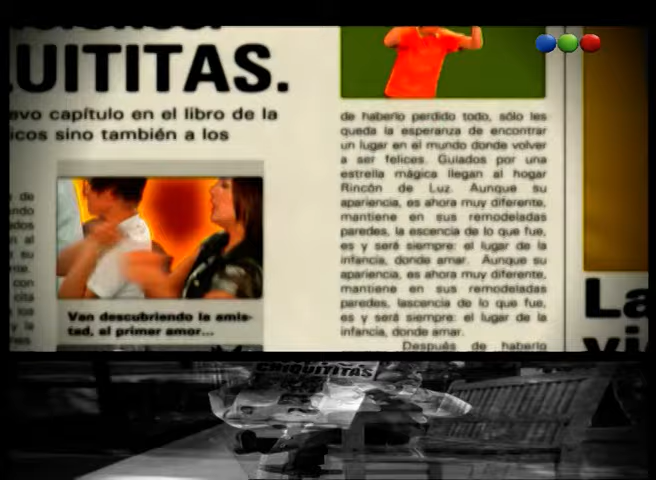 UITITAS.
evo capítulo en el libro de la
icos sino también a los
de haberlo perdido todo, sólo les
queda la esperanza de encontrar
un lugar en el mundo donde volver
a ser felices. Guiados por una
estrella mágica llegan al hogar
Rincón de Luz. Aunque su
apariencia, es ahora muy diferente,
mantiene en sus remodeladas
paredes, la escencia de lo que fue,
es y será siempre: el lugar de la
infancia, donde amar. Aunque su
apariencia, es ahora muy diferente,
mantiene en sus remodeladas
paredes, lascencia de lo que fue,
es y será siempre: el lugar de la
infancia, donde amar.
Después de haberlo
Van descubriendo la amis-
tad, el primer amor...
La
CHIQUITITAS